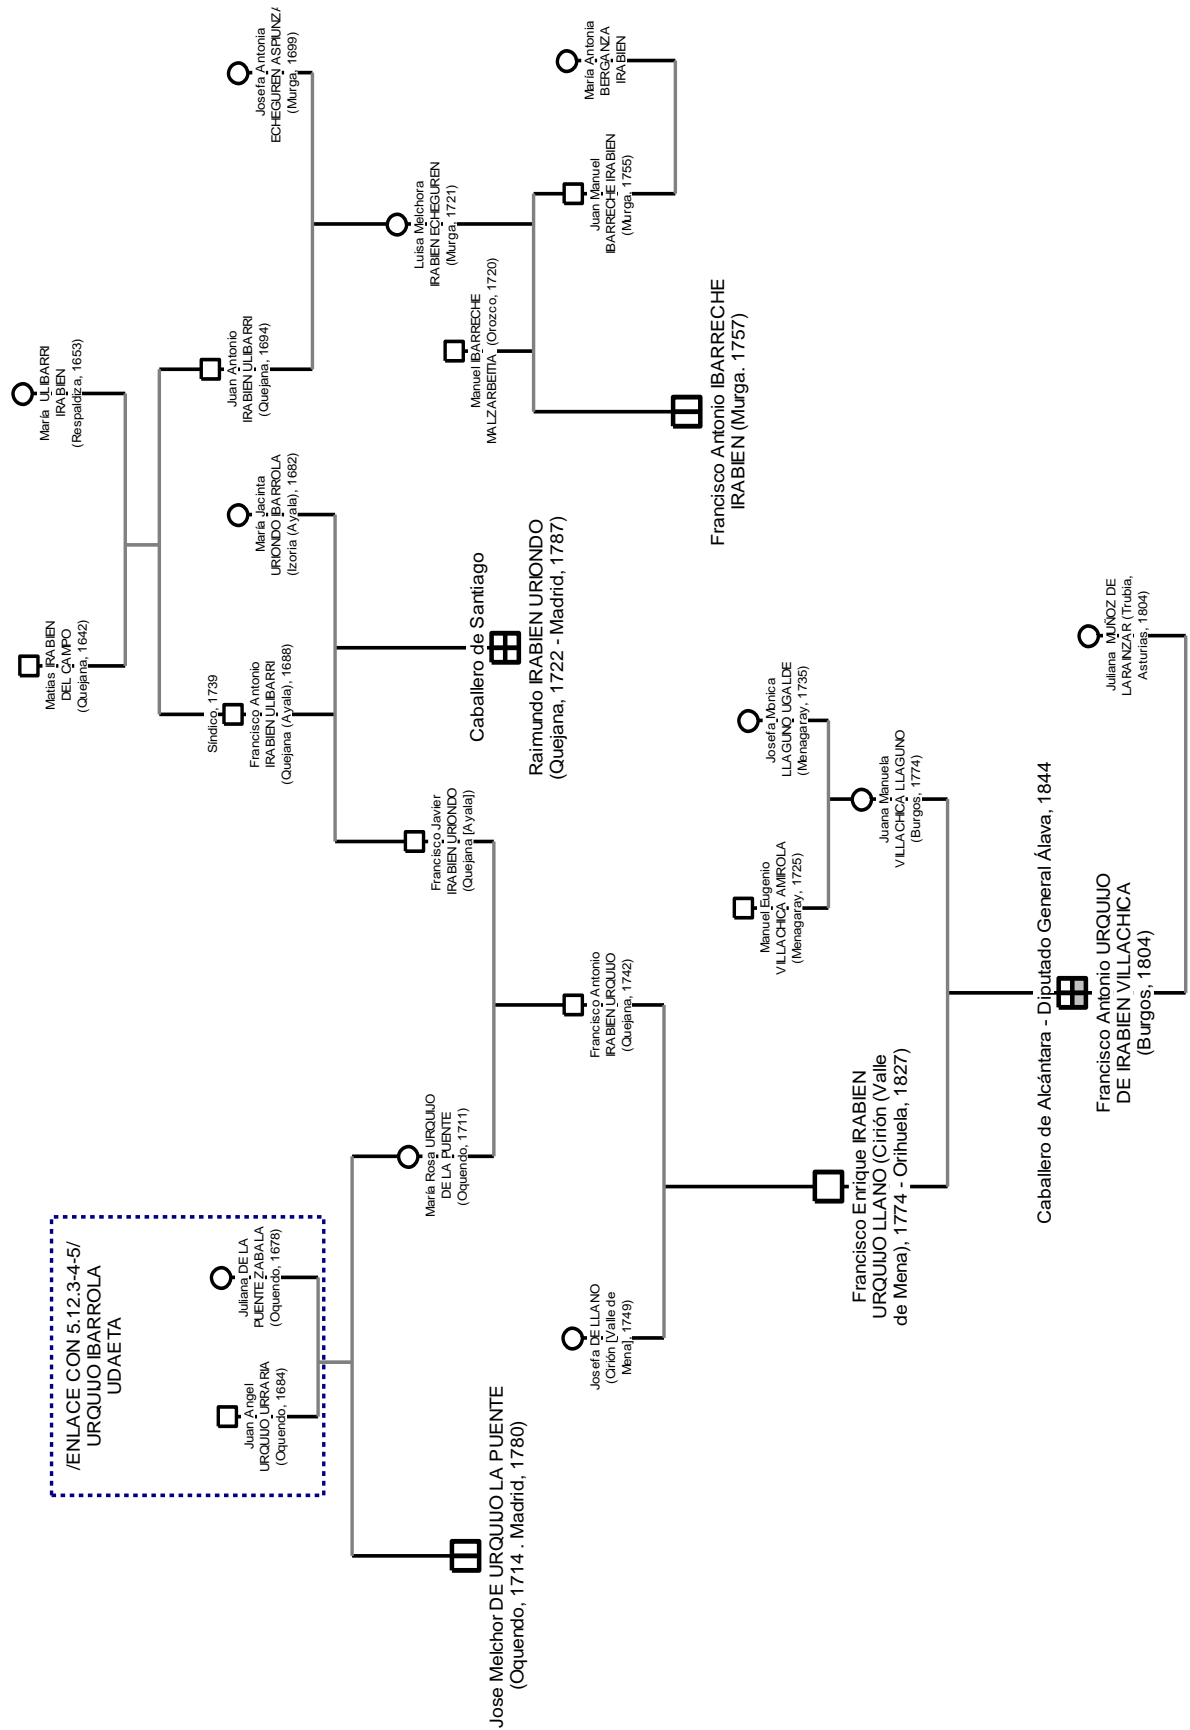 /ENLACE CON 5.12.3-4-5/
URQUIJO IBARROLA
UDAETA
Juan Angel
URQUIJO URRARIA
(Oquendo, 1684)
Juliana DE LA
PUENTE ZABALA
(Oquendo, 1678)
Jose Melchor DE URQUIJO LA PUENTE
(Oquendo, 1714 . Madrid, 1780)
María Rosa URQUIJO
DE LA PUENTE
(Oquendo, 1711)
Matías IRABIEN
DEL CAMPO
(Quejana, 1642)
María ULIBARRI
IRABIEN
(Respaldiza, 1653)
Síndico, 1739
Francisco Antonio
IRABIEN ULIBARRI
(Quejana (Ayala), 1688)
María Jacinta
URIONDO IBARROLA
(Izoria (Ayala), 1682)
Juan Antonio
IRABIEN ULIBARRI
(Quejana, 1694)
Josefa Antonia
ECHEGUREN ASPIUNZA
(Murga, 1699)
Francisco Javier
IRABIEN URIONDO
(Quejana [Ayala])
Caballero de Santiago
Raimundo IRABIEN URIONDO
(Quejana, 1722 - Madrid, 1787)
Luisa Melchora
IRABIEN ECHEGUREN
(Murga, 1721)
Manuel IBARRECHE
MALZARBEITIA (Orozco, 1720)
Francisco Antonio IBARRECHE
IRABIEN (Murga. 1757)
Juan Manuel
IBARRECHE IRABIEN
(Murga, 1755)
María Antonia
BERGANZA
IRABIEN
Josefa DE LLANO
(Cirión [Valle de
Mena], 1749)
Francisco Antonio
IRABIEN URQUIJO
(Quejana, 1742)
Francisco Enrique IRABIEN
URQUIJO LLANO (Cirión (Valle
de Mena), 1774 - Orihuela, 1827)
Manuel Eugenio
VILLACHICA AMIROLA
(Menagaray, 1725)
Josefa Monica
LLAGUNO UGALDE
(Menagaray, 1735)
Juana Manuela
VILLACHICA LLAGUNO
(Burgos, 1774)
Caballero de Alcántara - Diputado General Álava, 1844
Francisco Antonio URQUIJO
DE IRABIEN VILLACHICA
(Burgos, 1804)
Juliana MUÑOZ DE
LARAINZAR (Trubia,
Asturias, 1804)